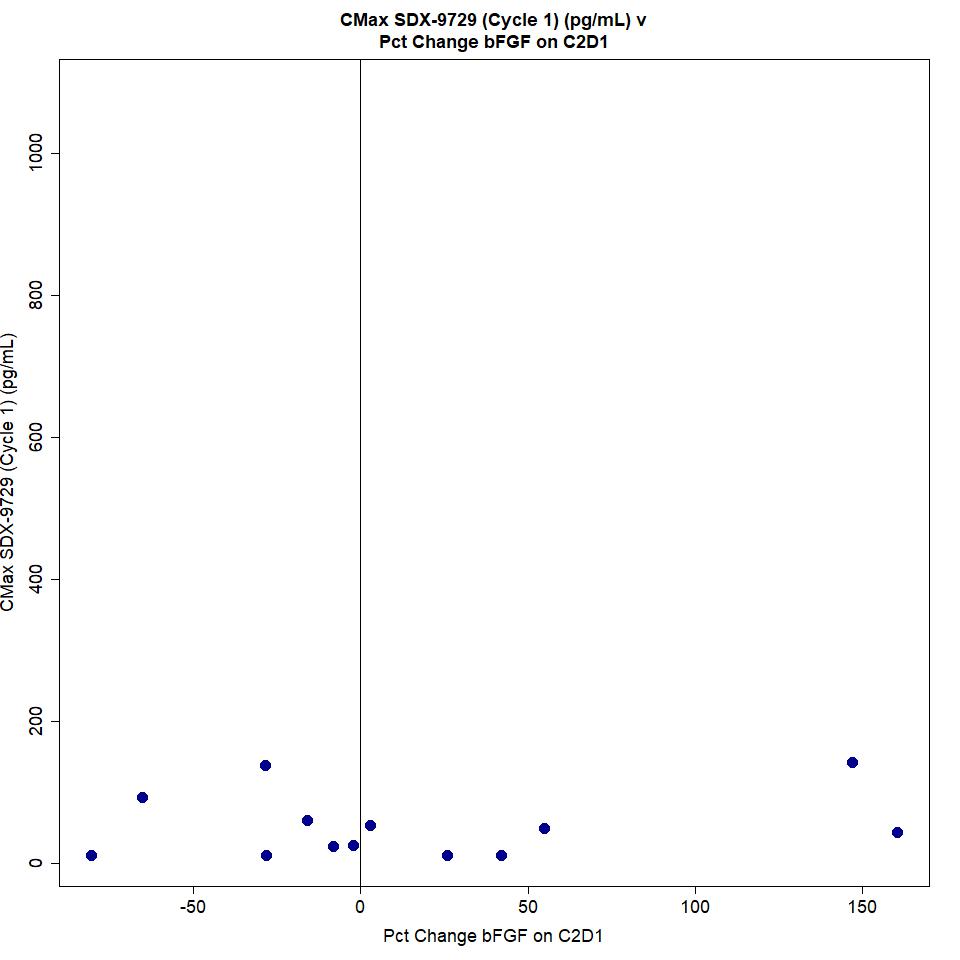 CMax SDX-9729 (Cycle 1) (pg/mL) v
Pct Change bFGF on C2D1
CMax SDX-9729 (Cycle 1) (pg/mL)
1000
800
600
400
200
0
-50
0
50
100
150
Pct Change bFGF on C2D1